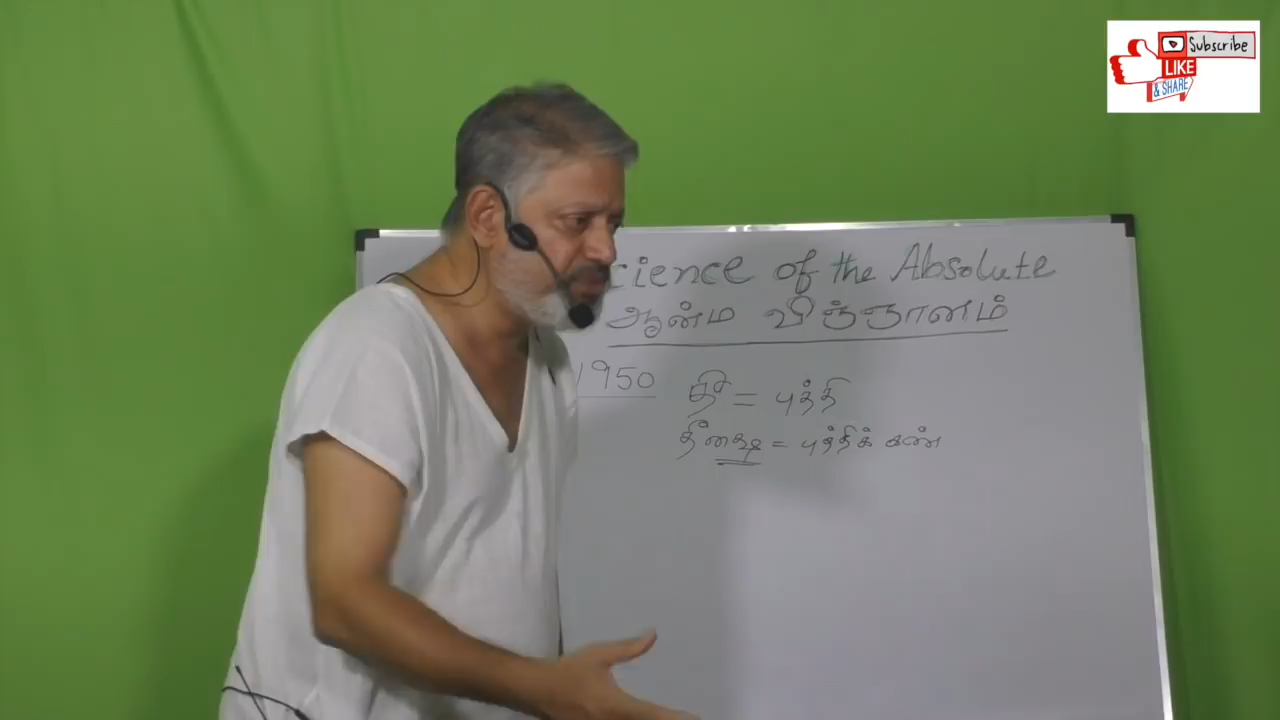 Subscribe
LIKE
& SHARE
cience of the Absolute
ஆன்ம விஞ்ஞானம்
1950
தீ = புத்தி
தீக்ஷை = புத்திக் கண்